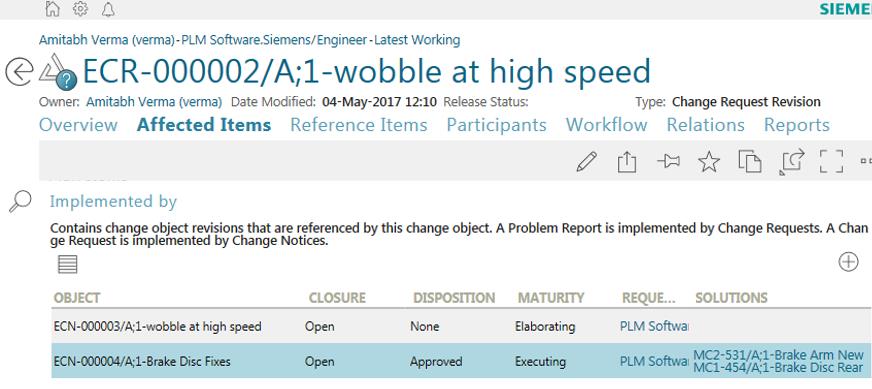 SIEME
Amitabh Verma (verma)-PLM Software.Siemens/Engineer-Latest Working
ECR-000002/A;1-wobble at high speed
Owner: Amitabh Verma (verma) Date Modified: 04-May-2017 12:10 Release Status: Type: Change Request Revision
Overview Affected Items Reference Items Participants Workflow Relations Reports
Implemented by
Contains change object revisions that are referenced by this change object. A Problem Report is implemented by Change Requests. A Chan
ge Request is implemented by Change Notices.
OBJECT CLOSURE DISPOSITION MATURITY REQUE... SOLUTIONS
ECN-000003/A;1-wobble at high speed Open None Elaborating PLM Softwa
ECN-000004/A;1-Brake Disc Fixes Open Approved Executing PLM Softwa MC2-531/A;1-Brake Arm New
MC1-454/A;1-Brake Disc Rear